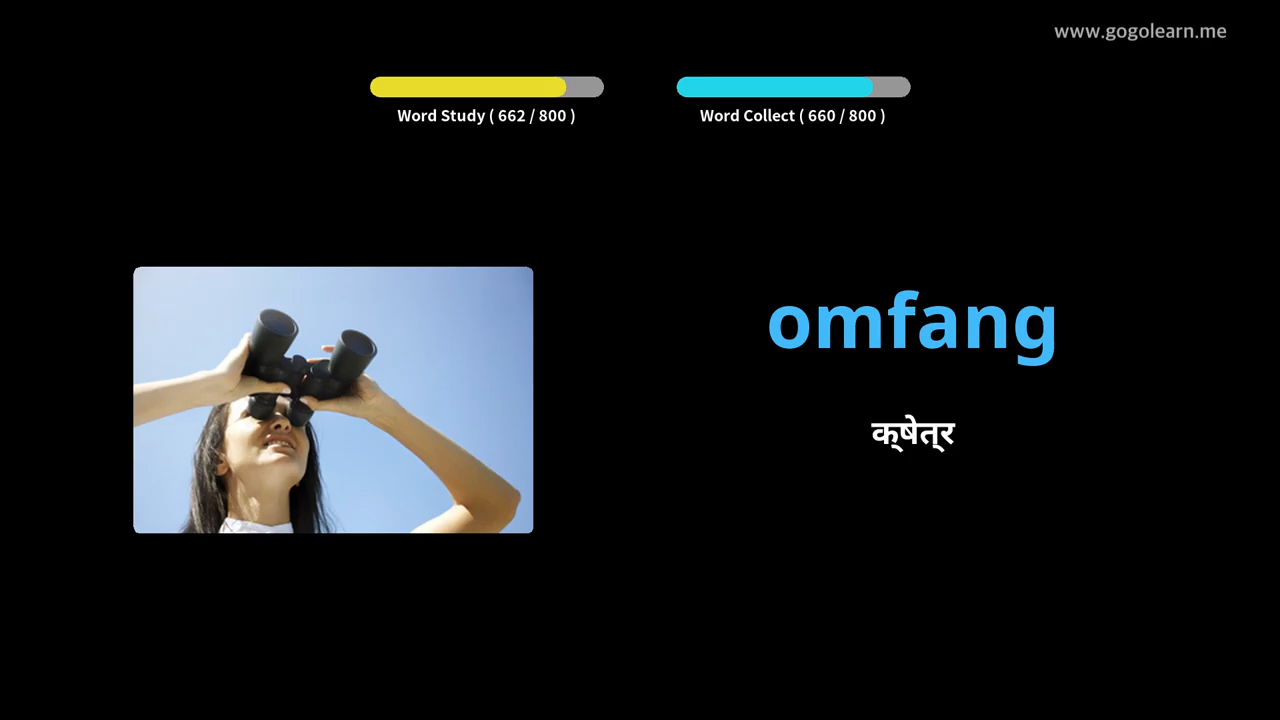 www.gogolearn.me
Word Study ( 662 / 800 )
Word Collect ( 660 / 800 )
omfang
क्षेत्र